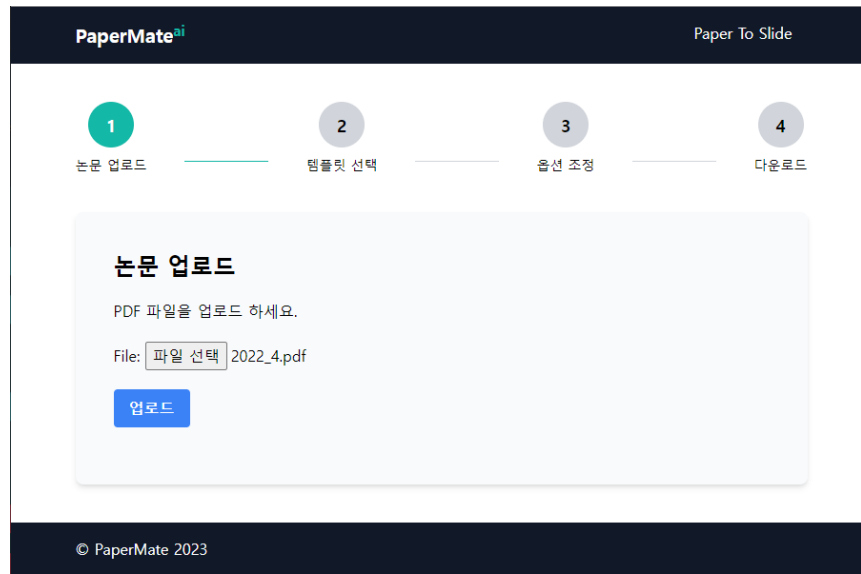 PaperMateai
Paper To Slide
1
2
3
4
논문 업로드
템플릿 선택
옵션 조정
다운로드
논문 업로드
PDF 파일을 업로드 하세요.
File: 파일 선택 2022_4.pdf
업로드
© PaperMate 2023